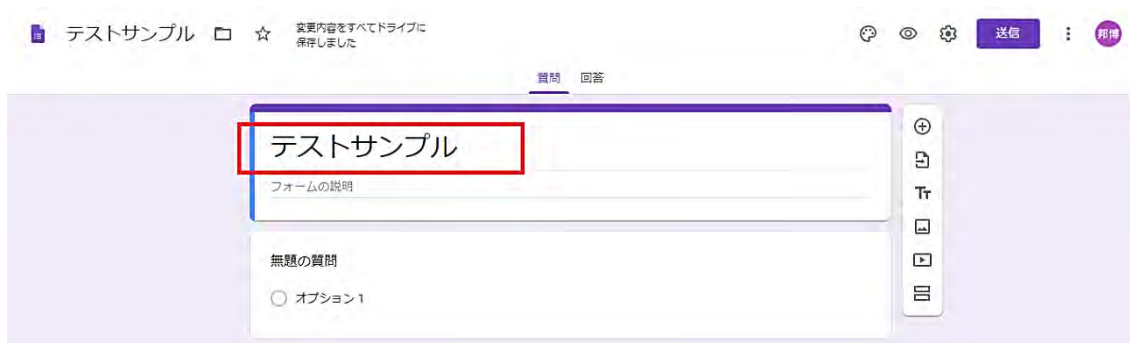 テストサンプル
変更内容をすべてドライブに
保存しました
送信
邦博
質問 回答
テストサンプル
フォームの説明
Tт
無題の質問
オプション 1